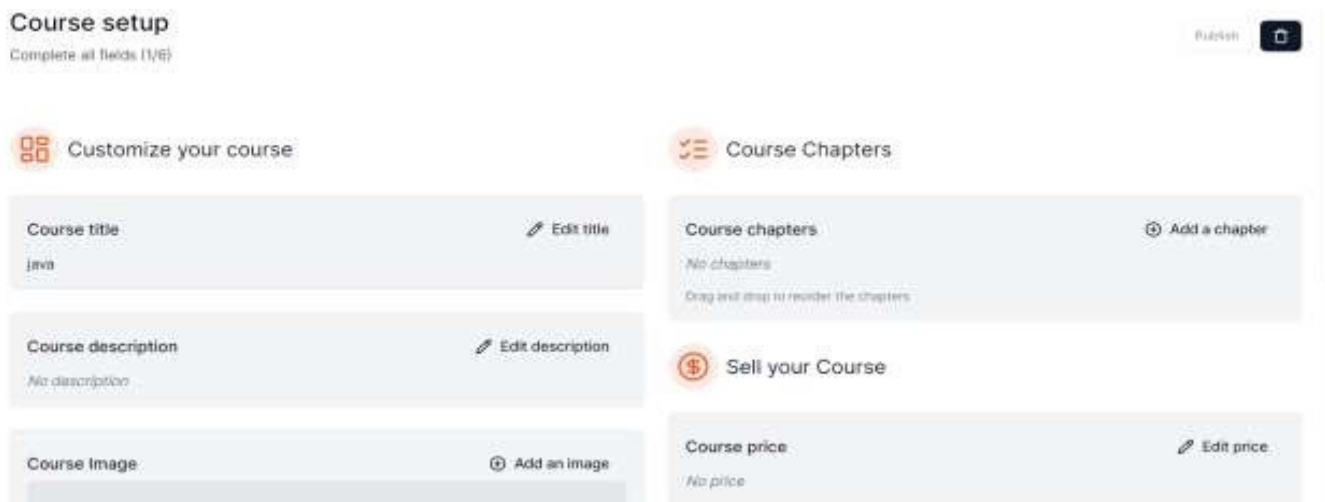 Course setup
Complete all fields (1/6)
Publish
Customize your course
Course title
Edit title
java
Course description
Edit description
No description
Course Image
Add an image
Course Chapters
Course chapters
Add a chapter
No chapters
Drag and drop to reorder the chapters
Sell your Course
Course price
Edit price
No price